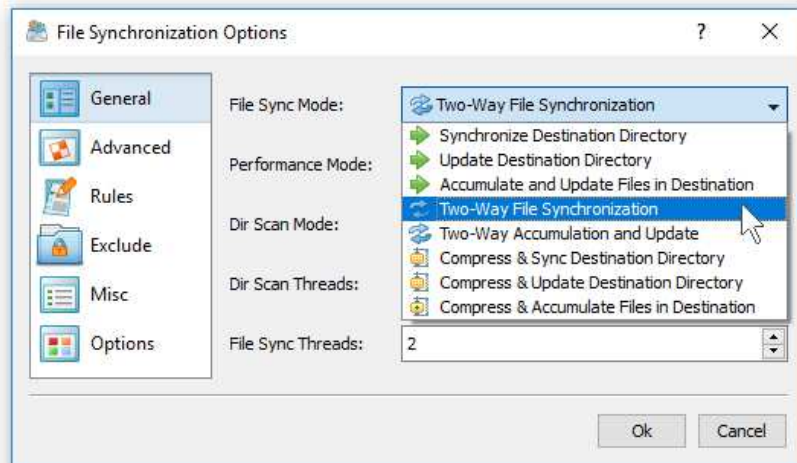 File Synchronization Options
?
General
Advanced
Rules
Exclude
Misc
Options
File Sync Mode:
Two-Way File Synchronization
Synchronize Destination Directory
Update Destination Directory
Accumulate and Update Files in Destination
Two-Way File Synchronization
Two-Way Accumulation and Update
Compress & Sync Destination Directory
Compress & Update Destination Directory
Compress & Accumulate Files in Destination
Performance Mode:
Dir Scan Mode:
Dir Scan Threads:
File Sync Threads:
2
Ok
Cancel